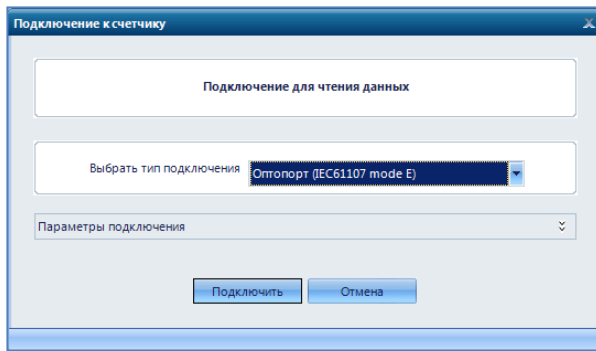 Подключение к счетчику
Подключение для чтения данных
Выбрать тип подключения
Оптопорт (IEC61107 mode E)
Параметры подключения
Подключить
Отмена